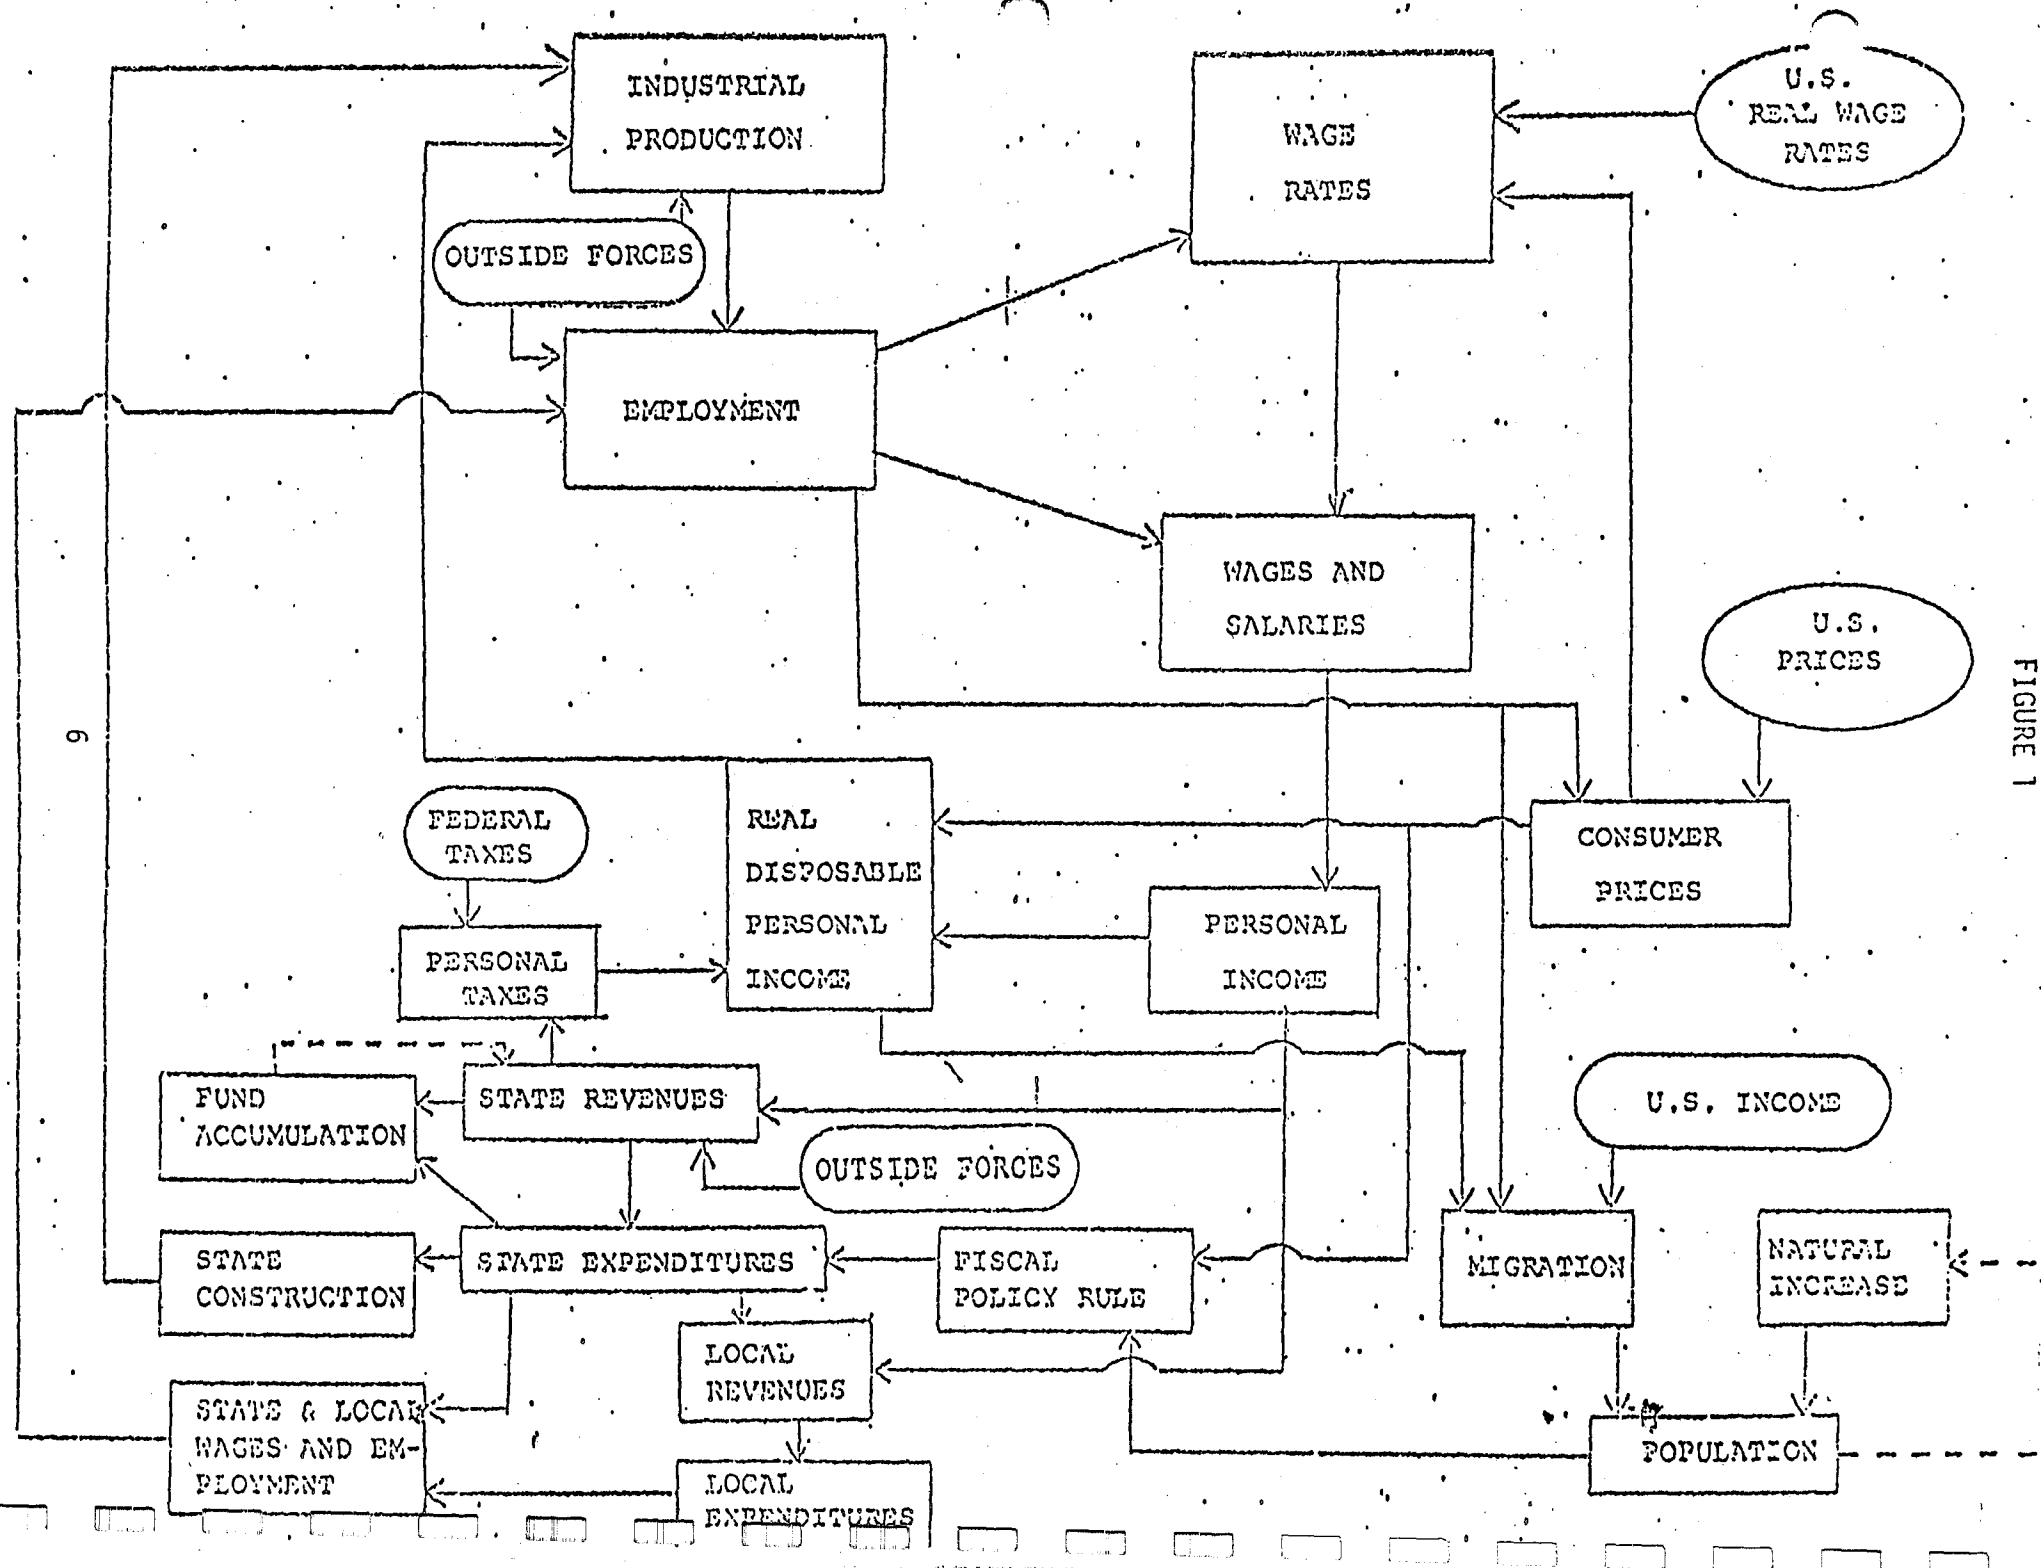 INDUSTRIAL
PRODUCTION
WAGE
RATES
U.S.
REAL WAGE
RATES
OUTSIDE FORCES
EMPLOYMENT
WAGES AND
SALARIES
U.S.
PRICES
FIGURE 1
6
FEDERAL
TAXES
REAL
DISPOSABLE
PERSONAL
INCOME
CONSUMER
PRICES
PERSONAL
TAXES
PERSONAL
INCOME
FUND
ACCUMULATION
STATE REVENUES
U.S. INCOME
OUTSIDE FORCES
STATE
CONSTRUCTION
STATE EXPENDITURES
FISCAL
POLICY RULE
MIGRATION
NATURAL
INCREASE
LOCAL
REVENUES
STATE & LOCAL
WAGES AND EM-
PLOYMENT
POPULATION
LOCAL
EXPENDITURES